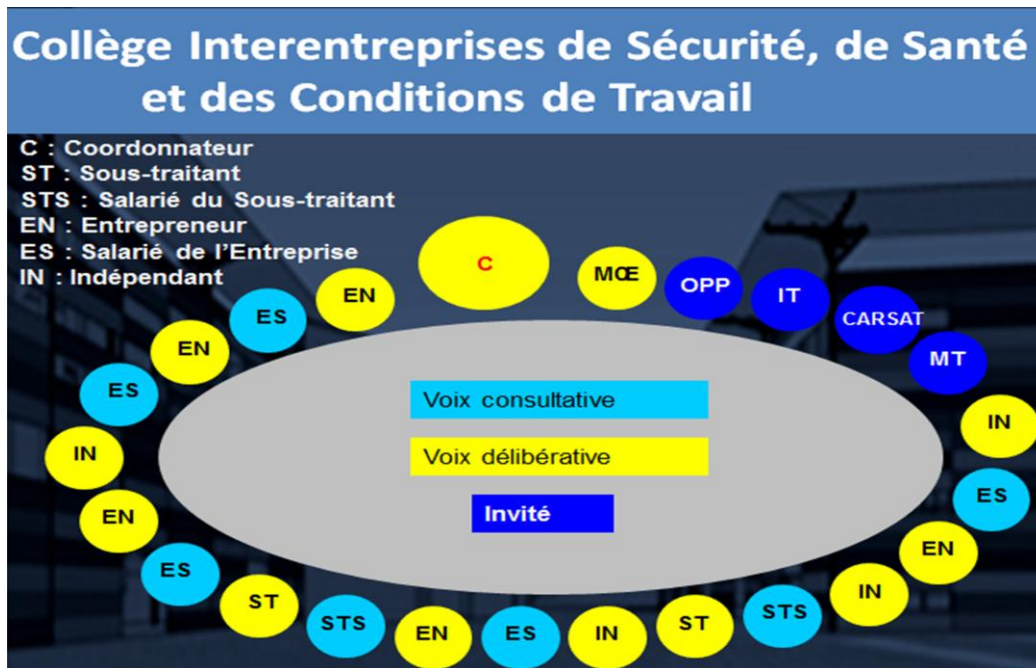 Collège Interentreprises de Sécurité, de Santé
et des Conditions de Travail
C : Coordonnateur
ST : Sous-traitant
STS : Salarié du Sous-traitant
EN : Entrepreneur
ES : Salarié de l'Entreprise
IN : Indépendant
C
MŒ
OPP
IT
CARSAT
MT
IN
ES
EN
IN
STS
ST
IN
ES
EN
STS
ST
ES
EN
IN
ES
EN
ES
EN
Voix consultative
Voix délibérative
Invité